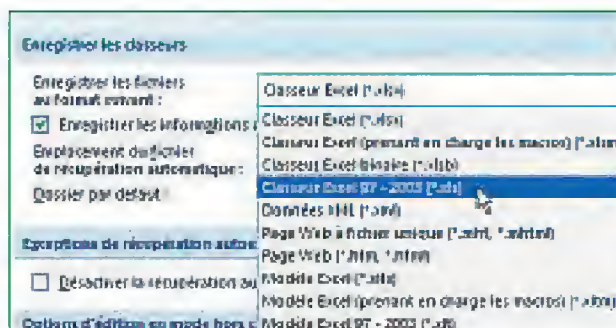 Enregistrer les classeurs
Enregistrer les fichiers
au format suivant :
Classeur Excel (*.xlsx)
Enregistrer les informations
Emplacement du fichier
de récupération automatique :
Dossier par défaut :
Classeur Excel (*.xlsx)
Classeur Excel (prenant en charge les macros) (*.xlsm
Classeur Excel binaire (*.xlsb)
Classeur Excel 97 - 2003 (*.xls)
Données XML (*.xml)
Page Web à fichier unique (*.mht, *.mhtml)
Page Web (*.htm, *.html)
Modèle Excel (*.xltx)
Modèle Excel (prenant en charge les macros) (*.xltm)
Modèle Excel 97 - 2003 (*.xlt)
Exceptions de récupération auto
Désactiver la récupération au
Options d'édition en mode hors